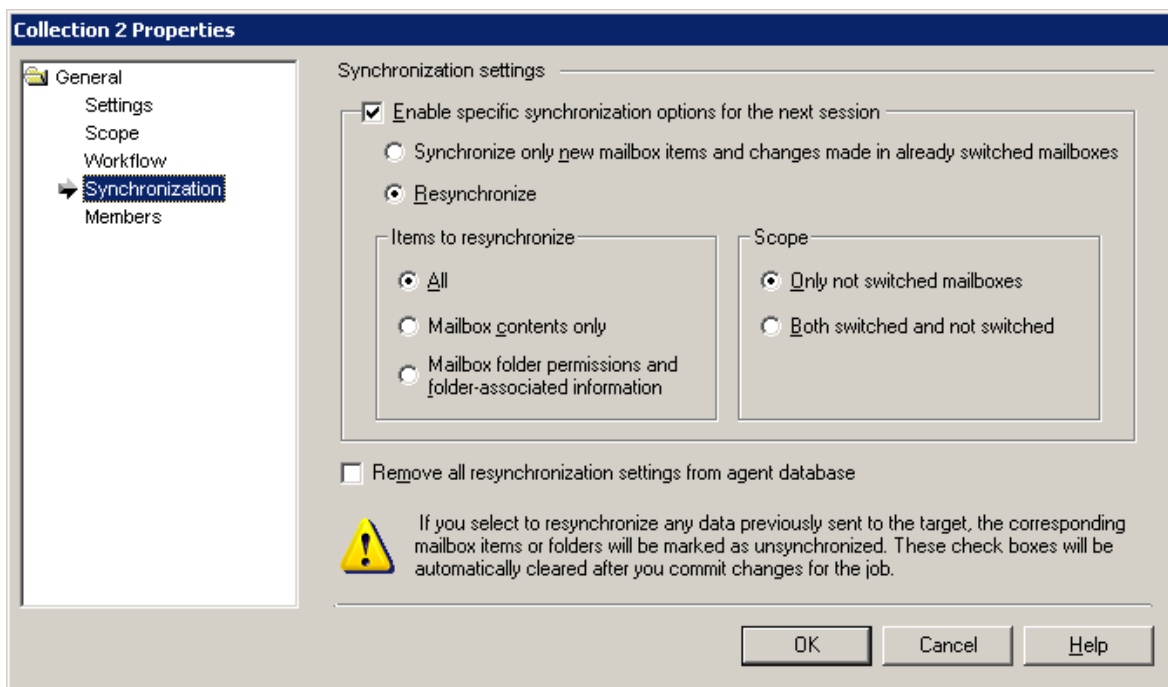 Collection 2 Properties
General
Settings
Scope
Workflow
Synchronization
Members
Synchronization settings
Enable specific synchronization options for the next session
Synchronize only new mailbox items and changes made in already switched mailboxes
Resynchronize
Items to resynchronize
All
Mailbox contents only
Mailbox folder permissions and
folder-associated information
Scope
Only not switched mailboxes
Both switched and not switched
Remove all resynchronization settings from agent database
If you select to resynchronize any data previously sent to the target, the corresponding
mailbox items or folders will be marked as unsynchronized. These check boxes will be
automatically cleared after you commit changes for the job.
OK
Cancel
Help